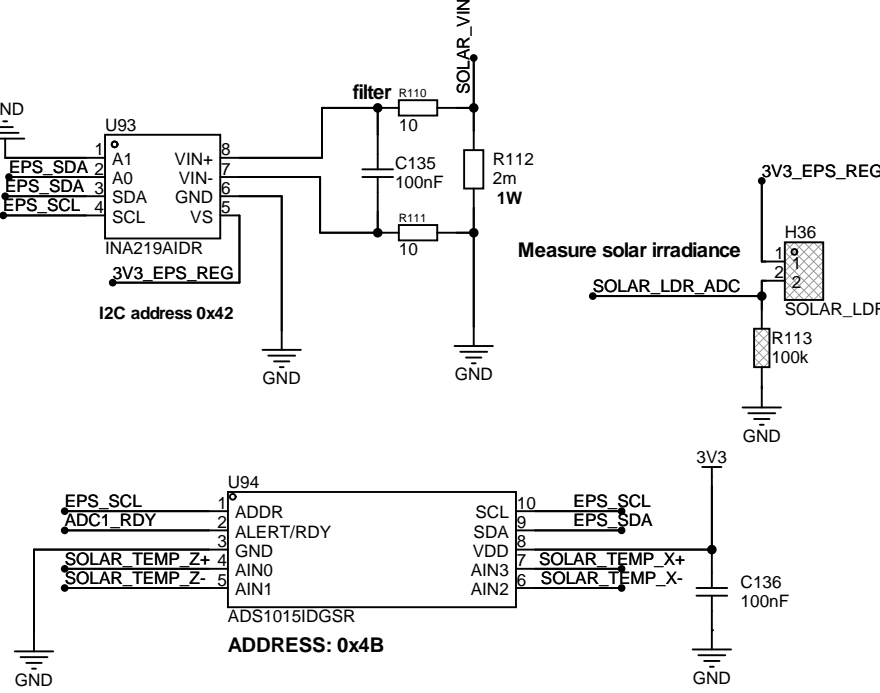 SOLAR_VIN
filter
R110
10
GND
U93
1
A1
VIN+
8
EPS_SDA
2
A0
VIN-
7
EPS_SDA
3
SDA
GND
6
EPS_SCL
4
SCL
VS
5
INA219AIDR
3V3_EPS_REG
I2C address 0x42
GND
C135
100nF
R111
10
R112
2m
1W
GND
Measure solar irradiance
3V3_EPS_REG
H36
1
1
2
2
SOLAR_LDR_ADC
SOLAR_LDR
R113
100k
GND
U94
EPS_SCL
1
ADDR
SCL
10
EPS_SCL
ADC1_RDY
2
ALERT/RDY
SDA
9
EPS_SDA
3
GND
VDD
8
SOLAR_TEMP_Z+
4
AIN0
AIN3
7
SOLAR_TEMP_X+
SOLAR_TEMP_Z-
5
AIN1
AIN2
6
SOLAR_TEMP_X-
ADS1015IDGSR
ADDRESS: 0x4B
GND
3V3
C136
100nF
GND